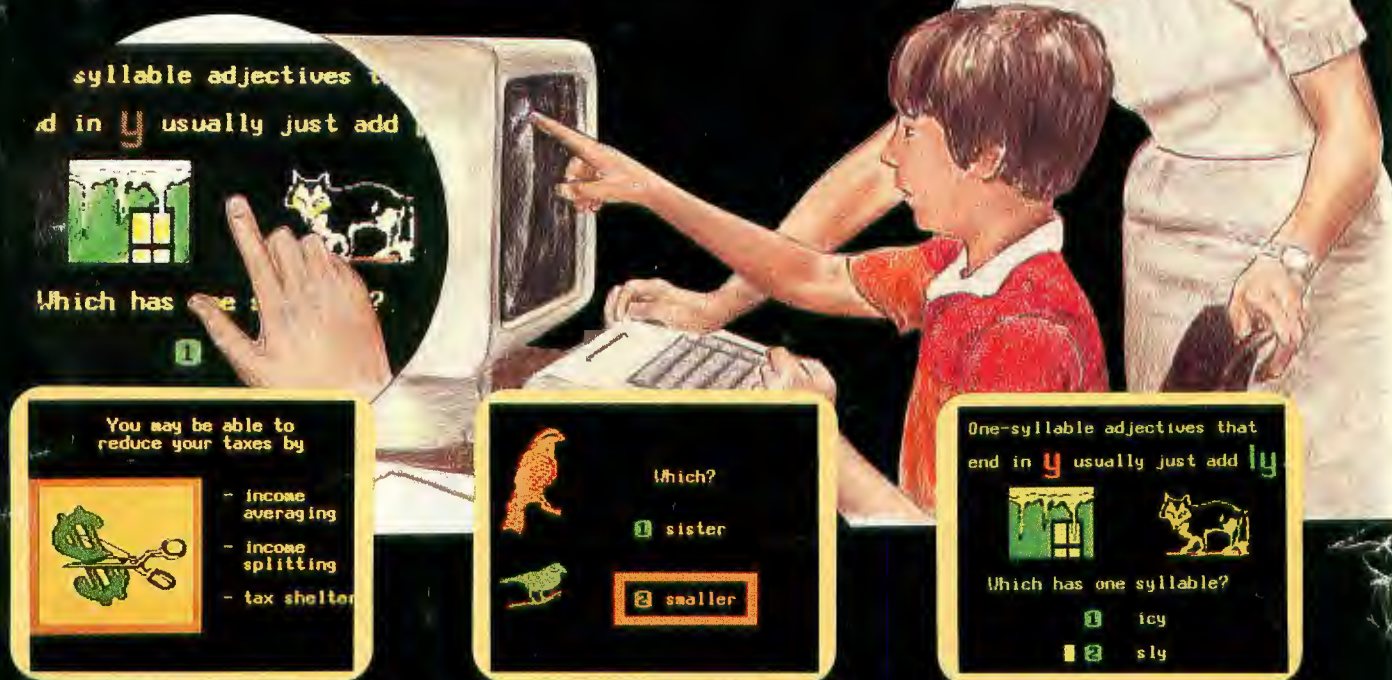 syllable adjectives
d in y usually just add
Which has ?
1
You may be able to
reduce your taxes by
- income
averaging
- income
splitting
- tax shelter
Which?
1 sister
2 smaller
One-syllable adjectives that
end in y usually just add ly
Which has one syllable?
1 icy
2 sly